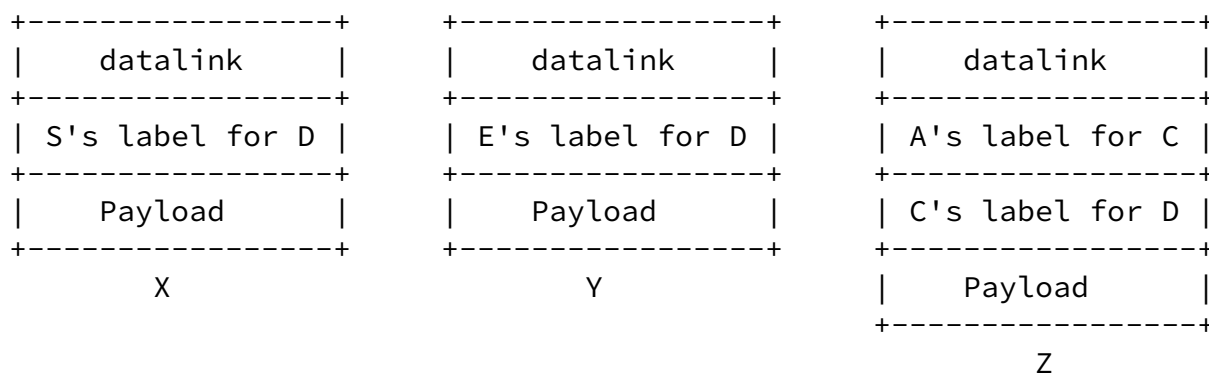 +-----------------+     +-----------------+     +-----------------+
|     datalink     |     |     datalink     |     |     datalink     |
+-----------------+     +-----------------+     +-----------------+
| S's label for D |     | E's label for D |     | A's label for C |
+-----------------+     +-----------------+     +-----------------+
|     Payload      |     |     Payload      |     | C's label for D |
+-----------------+     +-----------------+     +-----------------+
X     Y     |     Payload      |
+-----------------+
Z